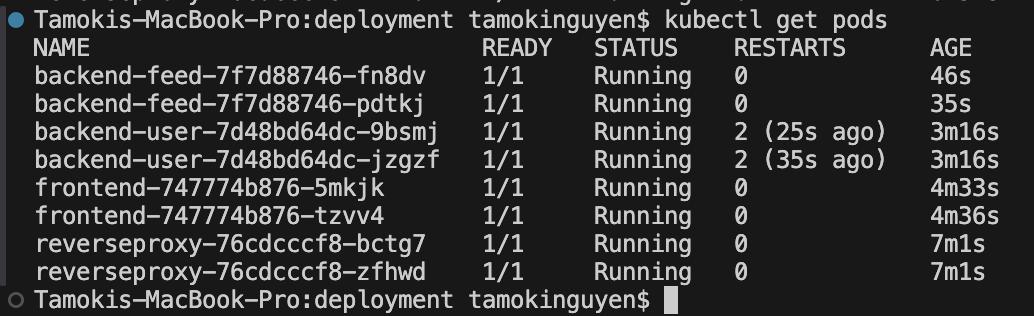 Tamokis-MacBook-Pro:deployment tamokinguyen$ kubectl get pods
NAME READY STATUS RESTARTS AGE
backend-feed-7f7d88746-fn8dv 1/1 Running 0 46s
backend-feed-7f7d88746-pdtkj 1/1 Running 0 35s
backend-user-7d48bd64dc-9bsmj 1/1 Running 2 (25s ago) 3m16s
backend-user-7d48bd64dc-jzgzf 1/1 Running 2 (35s ago) 3m16s
frontend-747774b876-5mkjk 1/1 Running 0 4m33s
frontend-747774b876-tzvv4 1/1 Running 0 4m36s
reverseproxy-76cdcccf8-bctg7 1/1 Running 0 7m1s
reverseproxy-76cdcccf8-zfhwd 1/1 Running 0 7m1s
Tamokis-MacBook-Pro:deployment tamokinguyen$